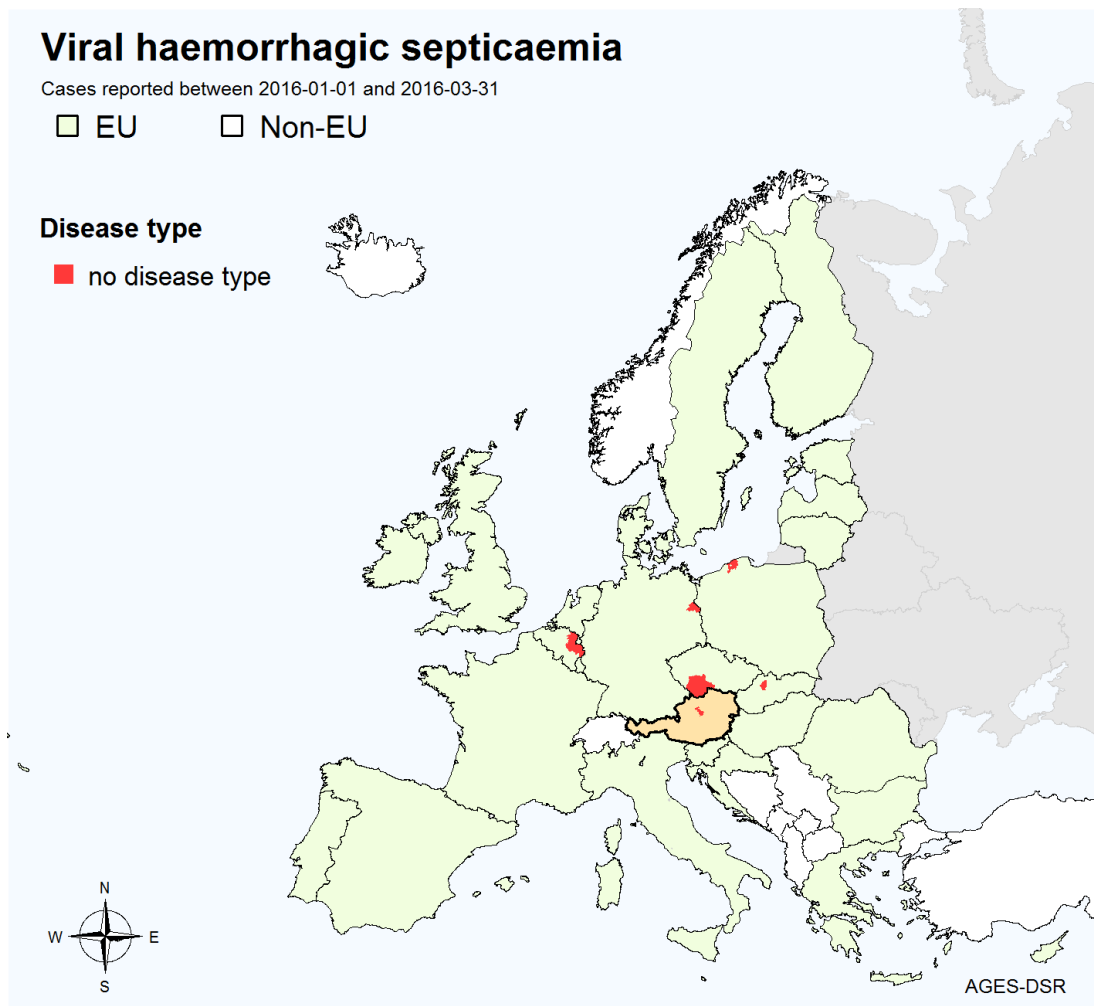 Viral haemorrhagic septicaemia
Cases reported between 2016-01-01 and 2016-03-31
EU Non-EU
Disease type
no disease type
N
W E
S
AGES-DSR